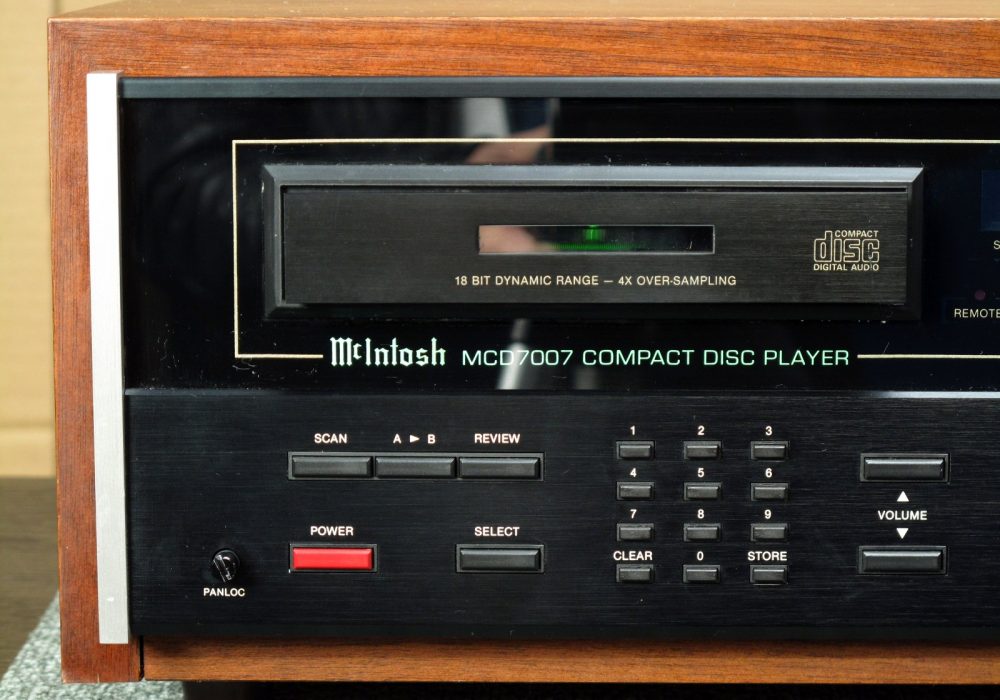 COMPACT
disc
DIGITAL AUDIO
18 BIT DYNAMIC RANGE — 4X OVER-SAMPLING
REMOTE
McIntosh MCD7007 COMPACT DISC PLAYER
SCAN A ► B REVIEW
1 2 3
4 5 6
7 8 9
CLEAR 0 STORE
▲
VOLUME
▼
POWER SELECT
PANLOC